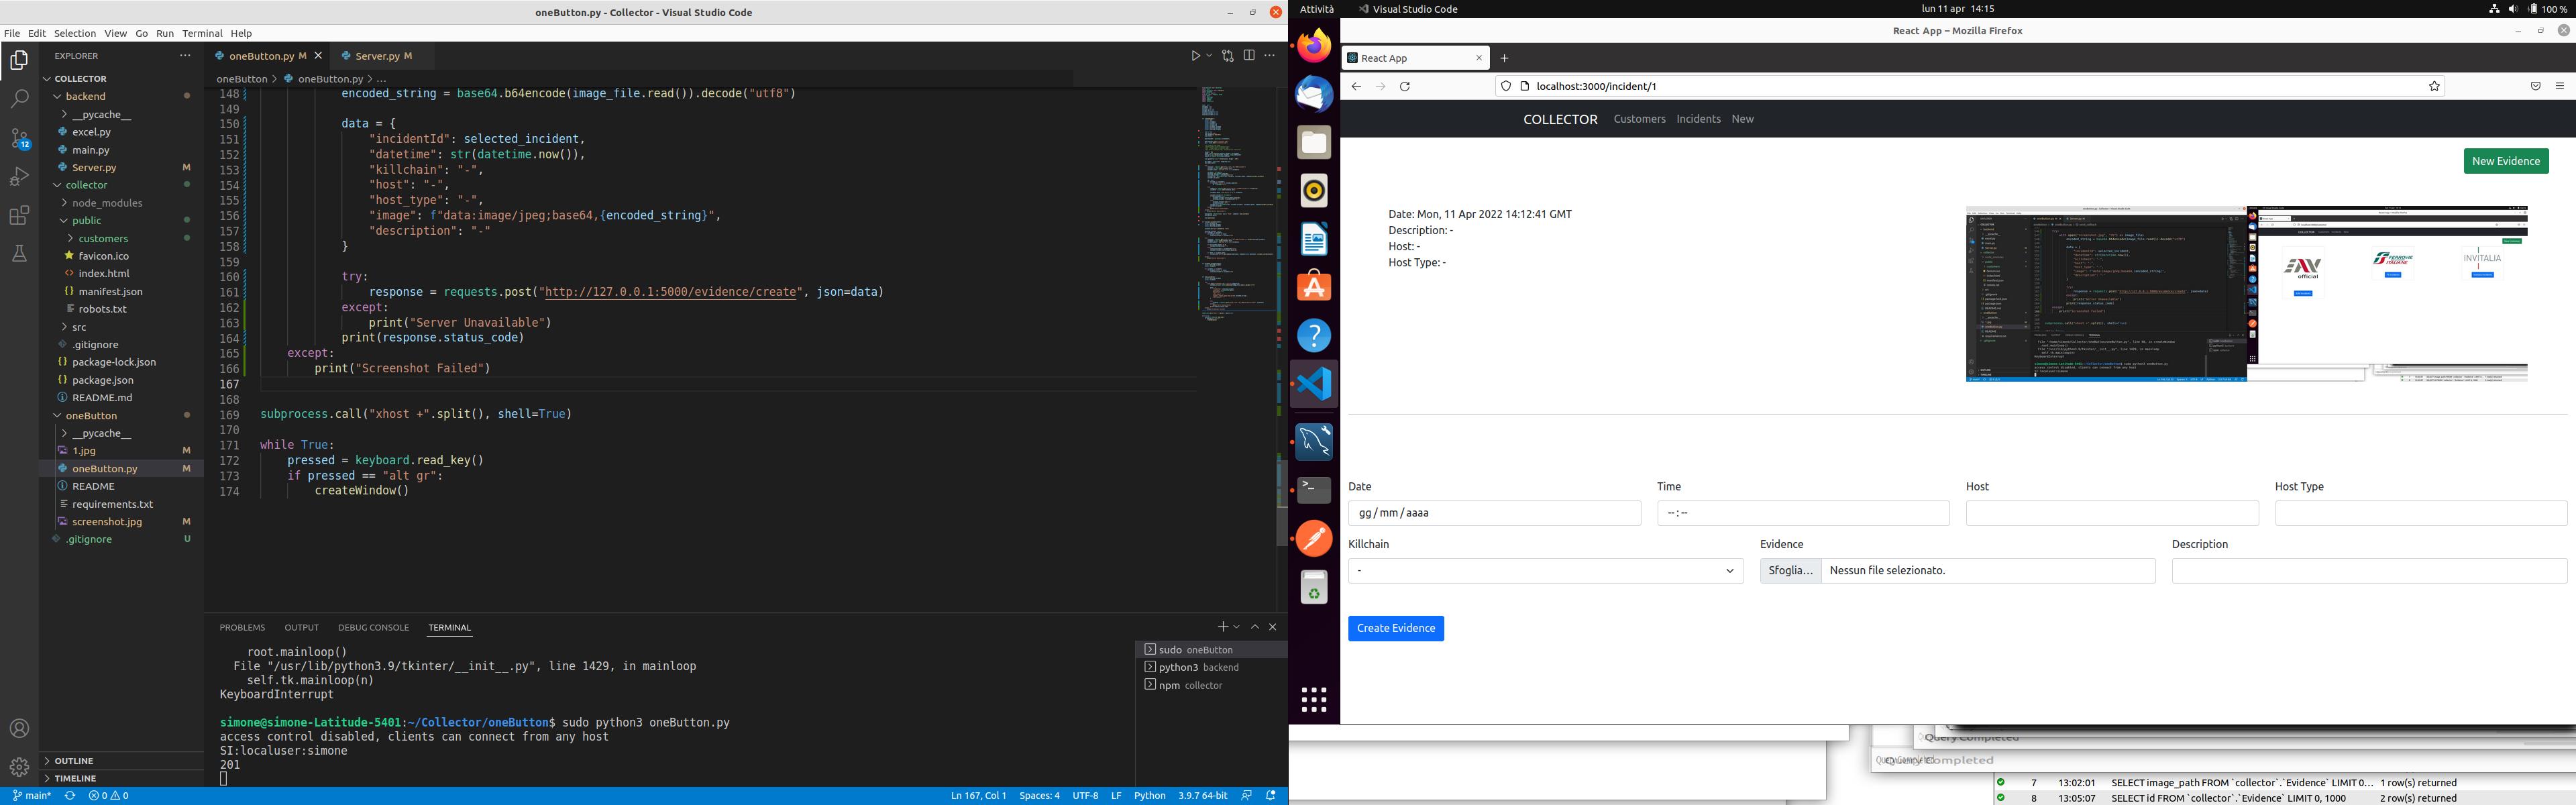 oneButton.py - Collector - Visual Studio Code
File Edit Selection View Go Run Terminal Help
EXPLORER
COLLECTOR
backend
__pycache__
excel.py
main.py
Server.py M
collector
node_modules
public
customers
favicon.ico
index.html
manifest.json
robots.txt
src
.gitignore
package-lock.json
package.json
README.md
oneButton
__pycache__
1.jpg M
oneButton.py M
README
requirements.txt
screenshot.jpg M
.gitignore U
OUTLINE
TIMELINE
12
oneButton.py M
Server.py M
oneButton > oneButton.py > ...
148 encoded_string = base64.b64encode(image_file.read()).decode("utf8")
149
150 data = {
151 "incidentId": selected_incident,
152 "datetime": str(datetime.now()),
153 "killchain": "-",
154 "host": "-",
155 "host_type": "-",
156 "image": f"data:image/jpeg;base64,{encoded_string}",
157 "description": "-"
158 }
159
160 try:
161 response = requests.post("http://127.0.0.1:5000/evidence/create", json=data)
162 except:
163 print("Server Unavailable")
164 print(response.status_code)
165 except:
166 print("Screenshot Failed")
167
168
169 subprocess.call("xhost +".split(), shell=True)
170
171 while True:
172 pressed = keyboard.read_key()
173 if pressed == "alt gr":
174 createWindow()
PROBLEMS OUTPUT DEBUG CONSOLE TERMINAL
root.mainloop()
File "/usr/lib/python3.9/tkinter/__init__.py", line 1429, in mainloop
self.tk.mainloop(n)
KeyboardInterrupt
simone@simone-Latitude-5401:~/Collector/oneButton$ sudo python3 oneButton.py
access control disabled, clients can connect from any host
SI:localuser:simone
201
sudo oneButton
python3 backend
npm collector
main* 0 0
Ln 167, Col 1 Spaces: 4 UTF-8 LF Python 3.9.7 64-bit
Attività Visual Studio Code lun 11 apr 14:15 100 %
React App – Mozilla Firefox
React App
localhost:3000/incident/1
COLLECTOR Customers Incidents New
New Evidence
Date: Mon, 11 Apr 2022 14:12:41 GMT
Description: -
Host: -
Host Type: -
EAV
official
FERROVIE
INVITALIA
Date Time Host Host Type
gg / mm / aaaa --:--
Killchain Evidence Description
- Sfoglia... Nessun file selezionato.
Create Evidence
Query Completed
Query Completed
7 13:02:01 SELECT image_path FROM `collector`.`Evidence` LIMIT 0... 1 row(s) returned
8 13:05:07 SELECT id FROM `collector`.`Evidence` LIMIT 0, 1000 2 row(s) returned